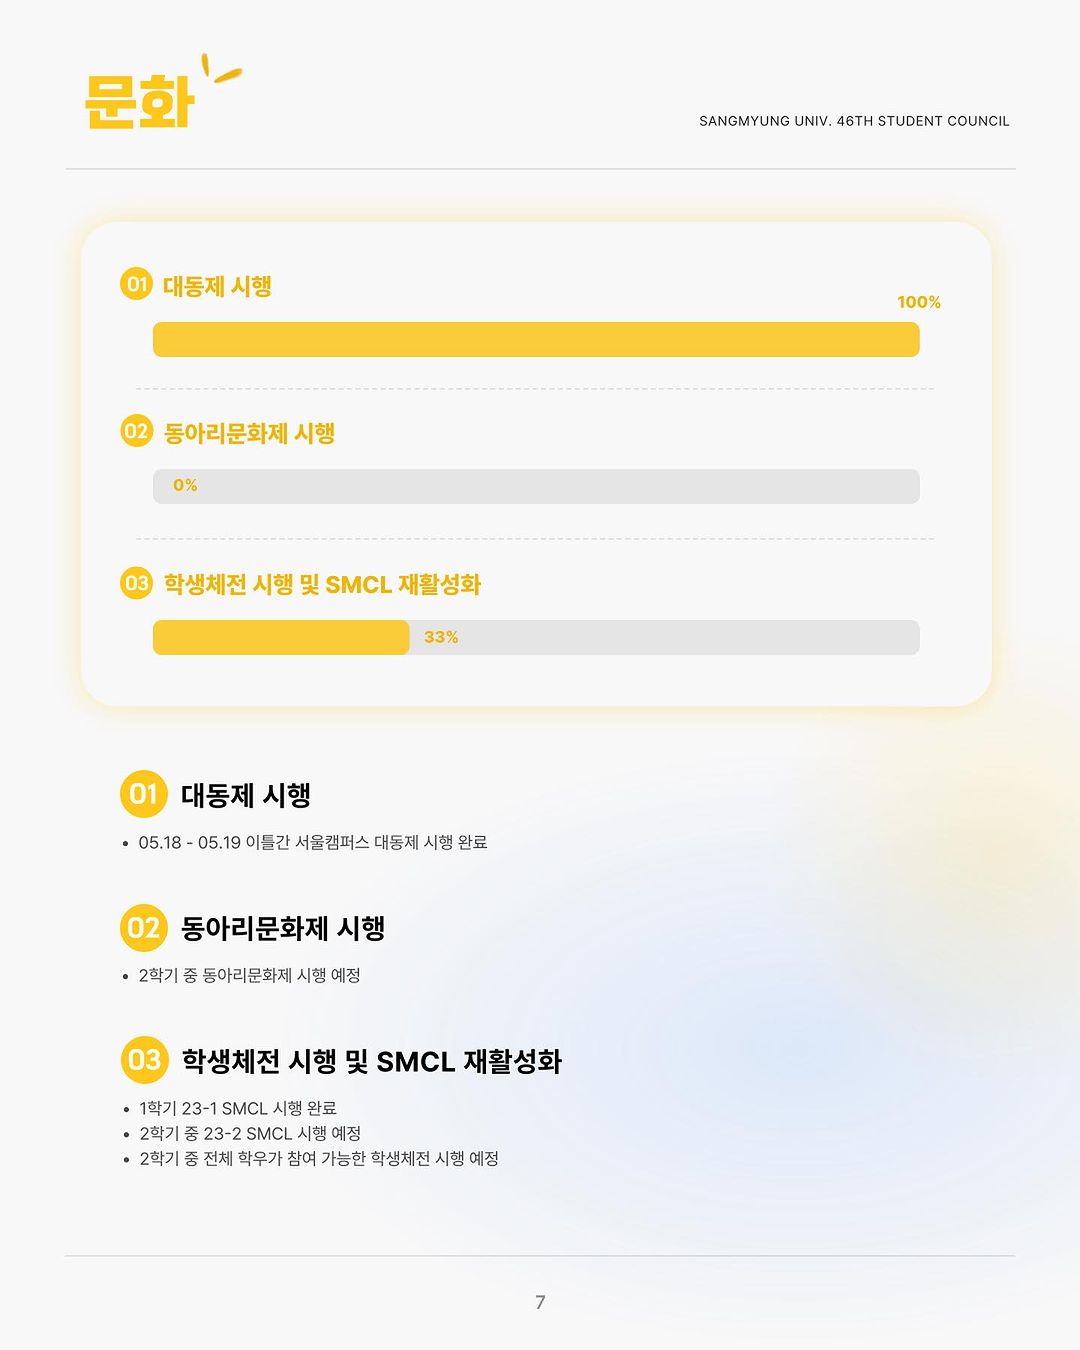 문화
SANGMYUNG UNIV. 46TH STUDENT COUNCIL
01 대동제 시행
100%
02 동아리문화제 시행
0%
03 학생체전 시행 및 SMCL 재활성화
33%
01 대동제 시행
• 05.18 - 05.19 이틀간 서울캠퍼스 대동제 시행 완료
02 동아리문화제 시행
• 2학기 중 동아리문화제 시행 예정
03 학생체전 시행 및 SMCL 재활성화
• 1학기 23-1 SMCL 시행 완료
• 2학기 중 23-2 SMCL 시행 예정
• 2학기 중 전체 학우가 참여 가능한 학생체전 시행 예정
7